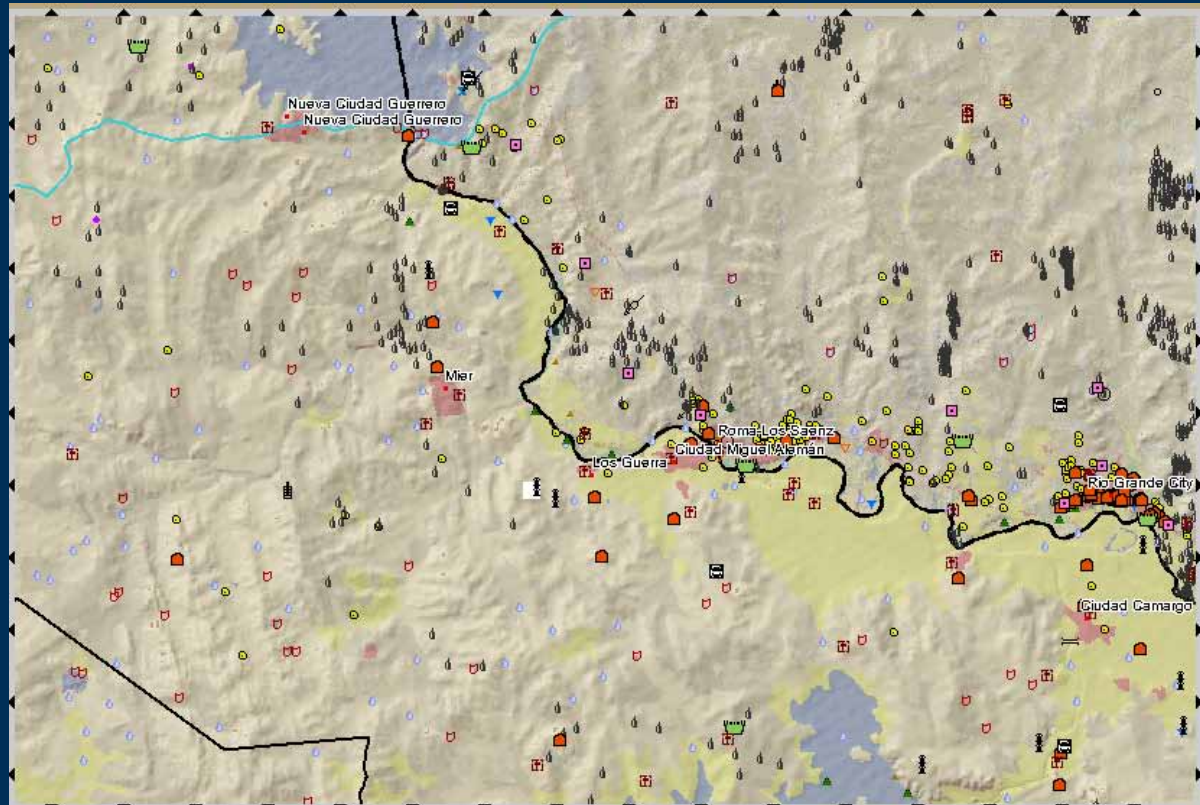 Nueva Ciudad Guerrero
Nueva Ciudad Guerrero
Mier
Roma-Los Saenz
Ciudad Miguel Alemán
Los Guerra
Rio Grande City
Ciudad Camargo